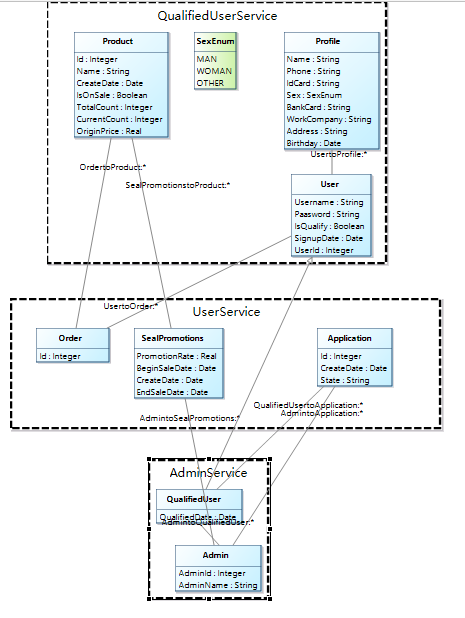 QualifiedUserService
Product
Id : Integer
Name : String
CreateDate : Date
IsOnSale : Boolean
TotalCount : Integer
CurrentCount : Integer
OriginPrice : Real
SexEnum
MAN
WOMAN
OTHER
Profile
Name : String
Phone : String
IdCard : String
Sex : SexEnum
BankCard : String
WorkCompany : String
Address : String
Birthday : Date
UsertoProfile:*
OrdertoProduct:*
SealPromotionstoProduct:*
User
Username : String
Paasword : String
IsQualify : Boolean
SignupDate : Date
UserId : Integer
UsertoOrder:*
UserService
Order
Id : Integer
SealPromotions
PromotionRate : Real
BeginSaleDate : Date
CreateDate : Date
EndSaleDate : Date
Application
Id : Integer
CreateDate : Date
State : String
QualifiedUsertoApplication:*
AdmintoSealPromotions:*
AdmintoApplication:*
AdminService
QualifiedUser
QualifiedDate : Date
AdmintoQualifiedUser:*
Admin
AdminId : Integer
AdminName : String